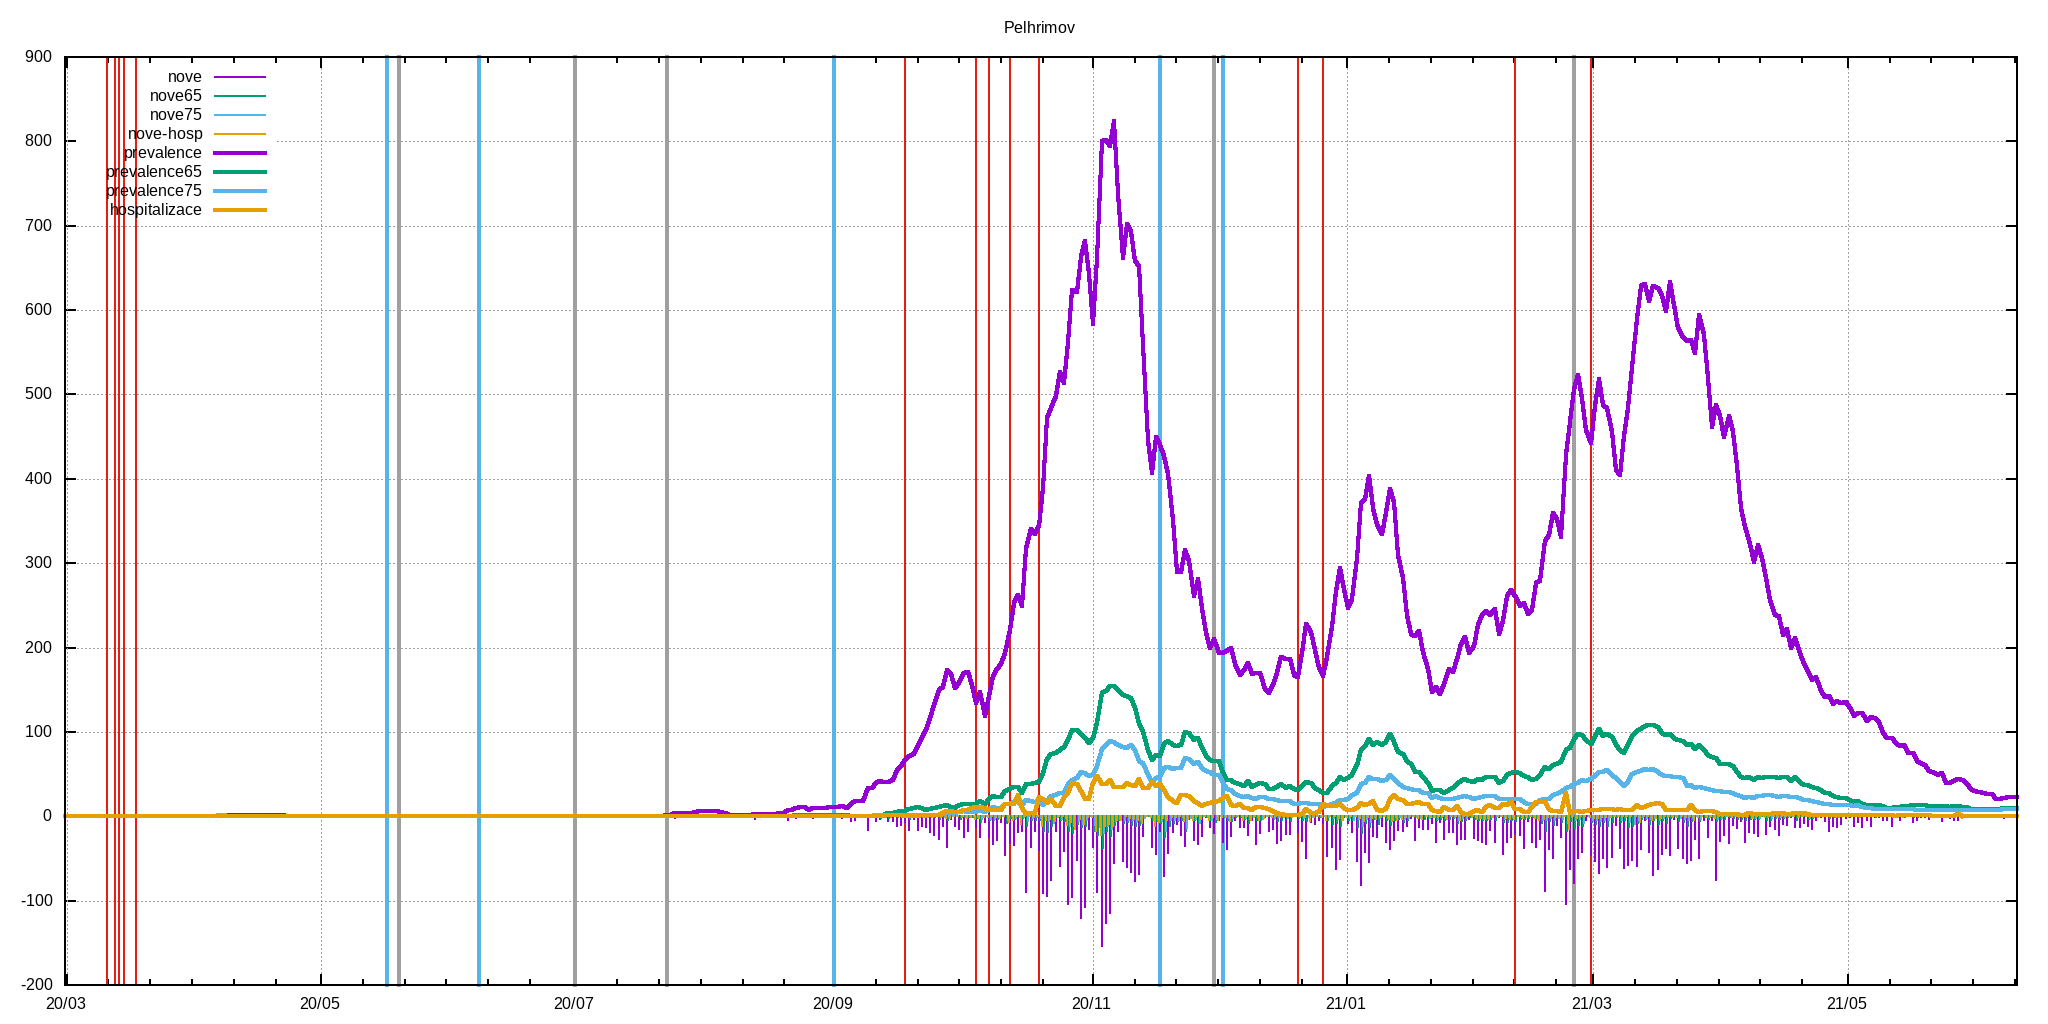 Pelhrimov
900
800
700
600
500
400
300
200
100
0
-100
-200
nove
nove65
nove75
nove-hosp
prevalence
prevalence65
prevalence75
hospitalizace
20/03 20/05 20/07 20/09 20/11 21/01 21/03 21/05